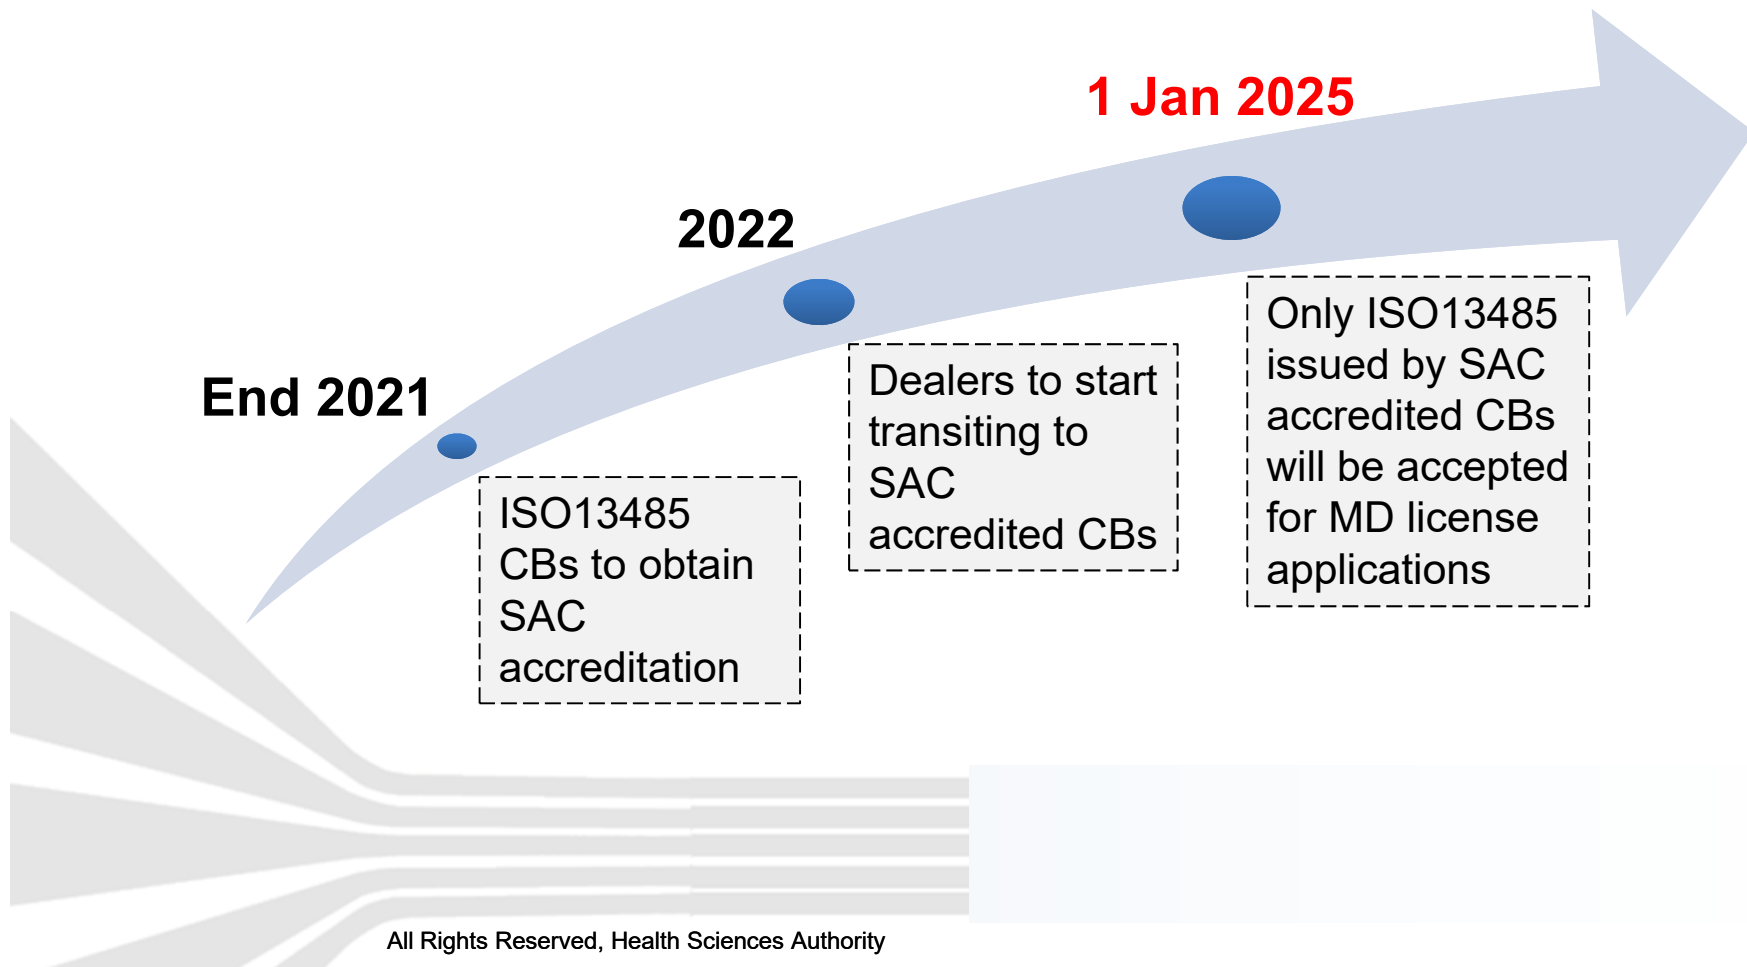 End 2021
ISO13485
CBs to obtain
SAC
accreditation
2022
Dealers to start
transiting to
SAC
accredited CBs
1 Jan 2025
Only ISO13485
issued by SAC
accredited CBs
will be accepted
for MD license
applications
All Rights Reserved, Health Sciences Authority